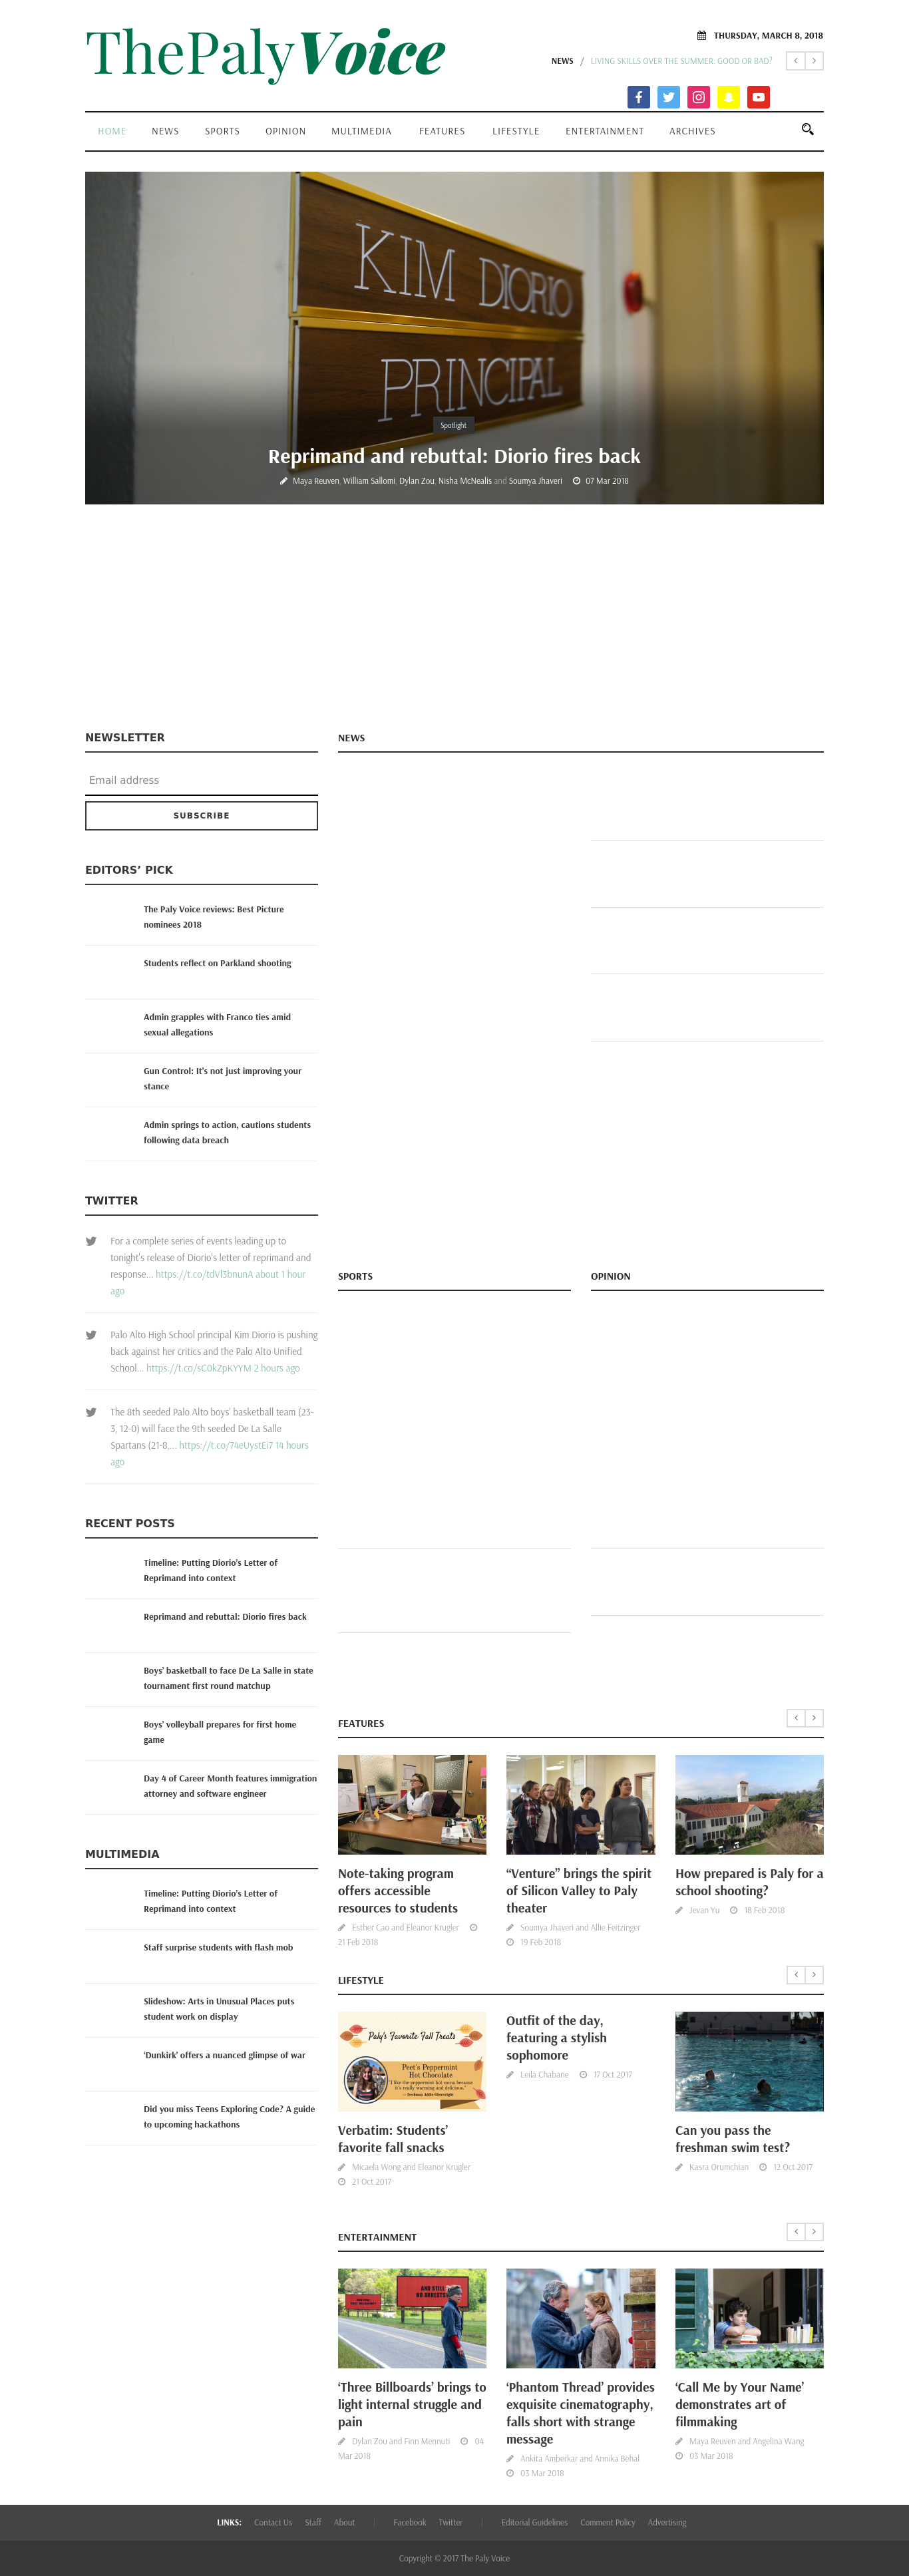 ThePalyVoice
THURSDAY, MARCH 8, 2018
NEWS / LIVING SKILLS OVER THE SUMMER: GOOD OR BAD?
HOME NEWS SPORTS OPINION MULTIMEDIA FEATURES LIFESTYLE ENTERTAINMENT ARCHIVES
KIM DIORIO
PRINCIPAL
Spotlight
Reprimand and rebuttal: Diorio fires back
Maya Reuven, William Sallomi, Dylan Zou, Nisha McNealis and Soumya Jhaveri 07 Mar 2018
NEWSLETTER
Email address
SUBSCRIBE
EDITORS’ PICK
The Paly Voice reviews: Best Picture
nominees 2018
Students reflect on Parkland shooting
Admin grapples with Franco ties amid
sexual allegations
Gun Control: It's not just improving your
stance
Admin springs to action, cautions students
following data breach
TWITTER
For a complete series of events leading up to
tonight's release of Diorio's letter of reprimand and
response... https://t.co/tdVl3bnunA about 1 hour
ago
Palo Alto High School principal Kim Diorio is pushing
back against her critics and the Palo Alto Unified
School... https://t.co/sC0kZpKYYM 2 hours ago
The 8th seeded Palo Alto boys' basketball team (23-
3, 12-0) will face the 9th seeded De La Salle
Spartans (21-8,... https://t.co/74eUystEi7 14 hours
ago
RECENT POSTS
Timeline: Putting Diorio's Letter of
Reprimand into context
Reprimand and rebuttal: Diorio fires back
Boys' basketball to face De La Salle in state
tournament first round matchup
Boys' volleyball prepares for first home
game
Day 4 of Career Month features immigration
attorney and software engineer
MULTIMEDIA
Timeline: Putting Diorio's Letter of
Reprimand into context
Staff surprise students with flash mob
Slideshow: Arts in Unusual Places puts
student work on display
'Dunkirk' offers a nuanced glimpse of war
Did you miss Teens Exploring Code? A guide
to upcoming hackathons
NEWS
SPORTS
OPINION
FEATURES
Note-taking program
offers accessible
resources to students
Esther Cao and Eleanor Krugler
21 Feb 2018
“Venture” brings the spirit
of Silicon Valley to Paly
theater
Soumya Jhaveri and Allie Feitzinger
19 Feb 2018
How prepared is Paly for a
school shooting?
Jevan Yu 18 Feb 2018
LIFESTYLE
Paly's Favorite Fall Treats
Peet's Peppermint
Hot Chocolate
Verbatim: Students’
favorite fall snacks
Micaela Wong and Eleanor Krugler
21 Oct 2017
Outfit of the day,
featuring a stylish
sophomore
Leila Chabane 17 Oct 2017
Can you pass the
freshman swim test?
Kasra Orumchian 12 Oct 2017
ENTERTAINMENT
AND STILL
NO ARRESTS?
‘Three Billboards’ brings to
light internal struggle and
pain
Dylan Zou and Finn Mennuti 04
Mar 2018
‘Phantom Thread’ provides
exquisite cinematography,
falls short with strange
message
Ankita Amberkar and Annika Behal
03 Mar 2018
‘Call Me by Your Name’
demonstrates art of
filmmaking
Maya Reuven and Angelina Wang
03 Mar 2018
LINKS: Contact Us Staff About | Facebook Twitter | Editorial Guidelines Comment Policy Advertising
Copyright © 2017 The Paly Voice